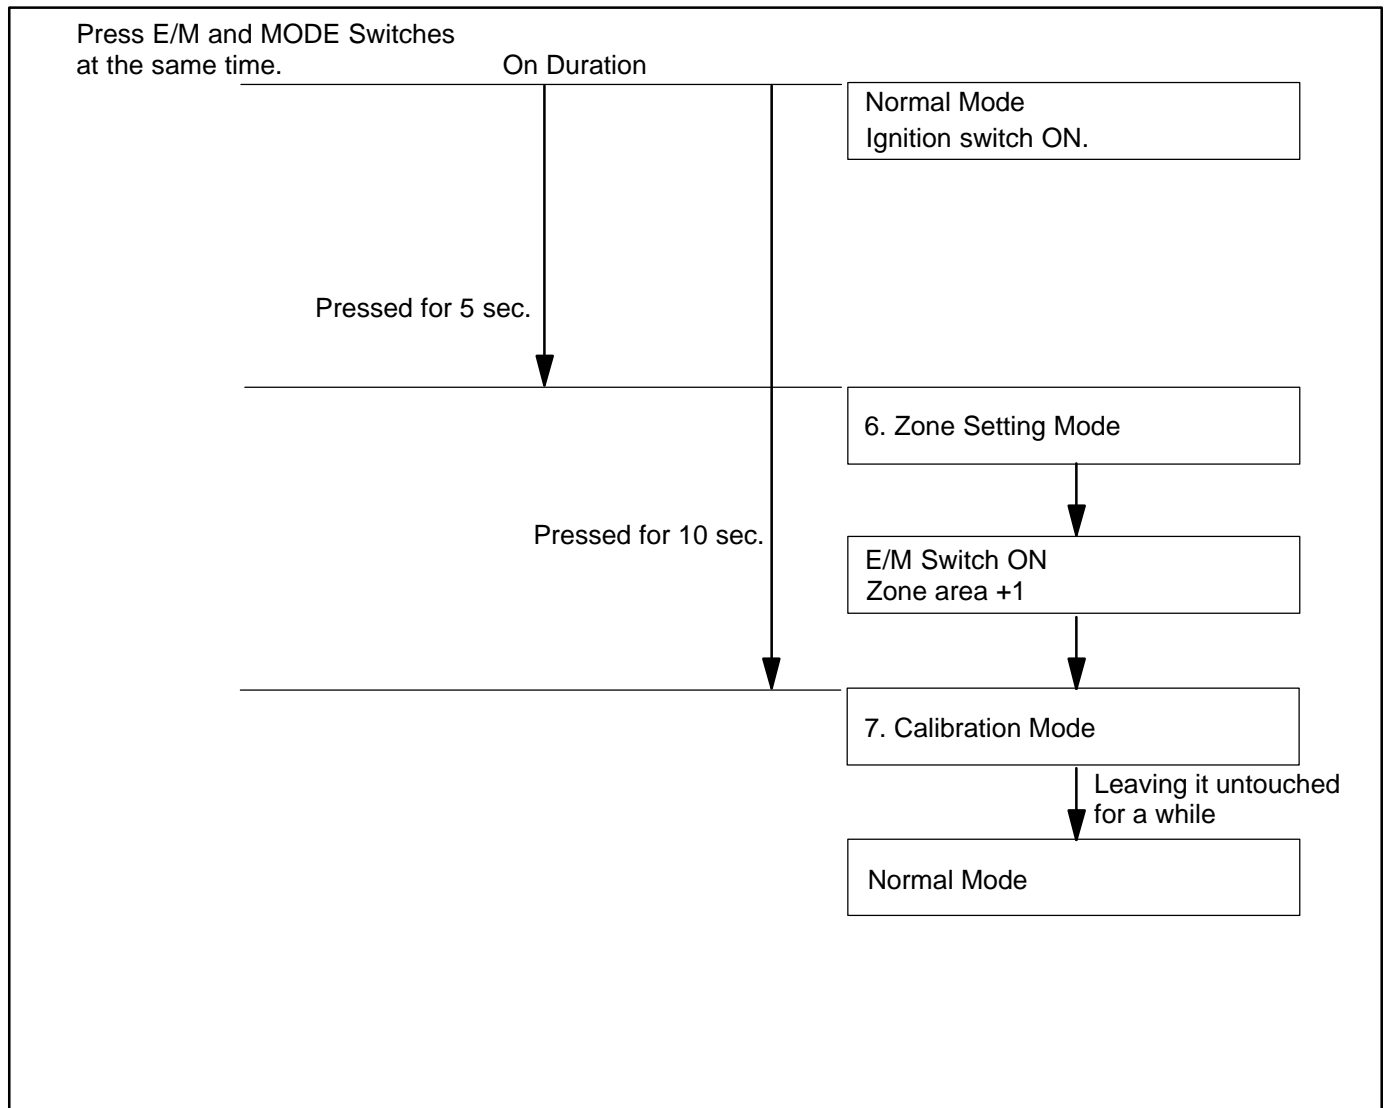 Press E/M and MODE Switches
at the same time.
On Duration
Normal Mode
Ignition switch ON.
Pressed for 5 sec.
6. Zone Setting Mode
Pressed for 10 sec.
E/M Switch ON
Zone area +1
7. Calibration Mode
Leaving it untouched
for a while
Normal Mode